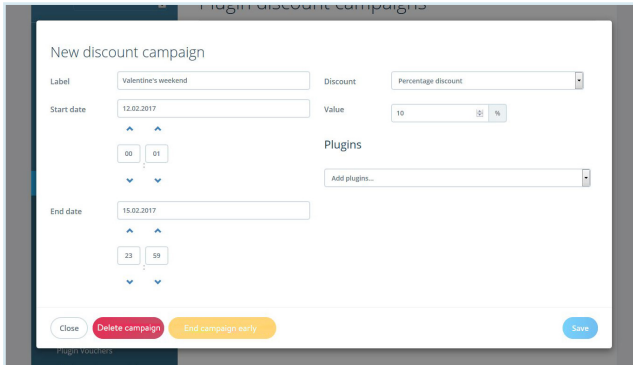 Plugin discount campaigns
New discount campaign
Label
Valentine's weekend
Start date
12.02.2017
00 : 01
End date
15.02.2017
23 : 59
Discount
Percentage discount
Value
10
%
Plugins
Add plugins...
Close
Delete campaign
End campaign early
Save
Plugin Vouchers